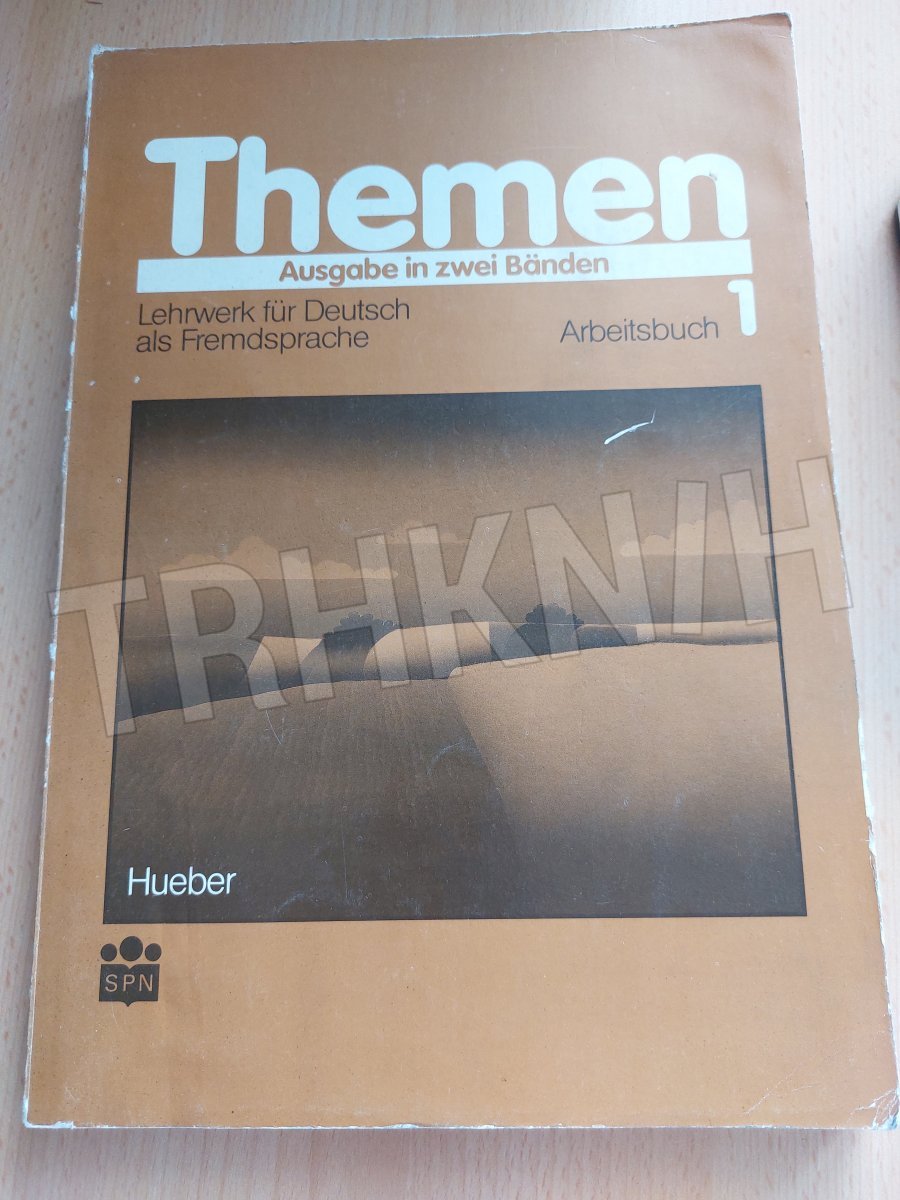 Themen
Ausgabe in zwei Bänden
Lehrwerk für Deutsch
als Fremdsprache
Arbeitsbuch 1
TRHKNIH
Hueber
SPN